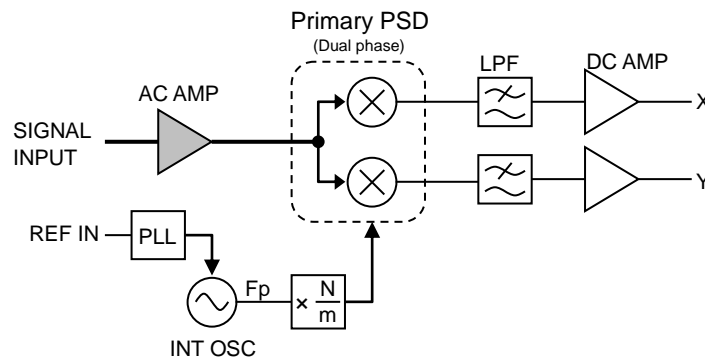 Primary PSD
(Dual phase)
LPF
DC AMP
AC AMP
X
SIGNAL
INPUT
Y
REF IN
PLL
Fp
× N/m
INT OSC